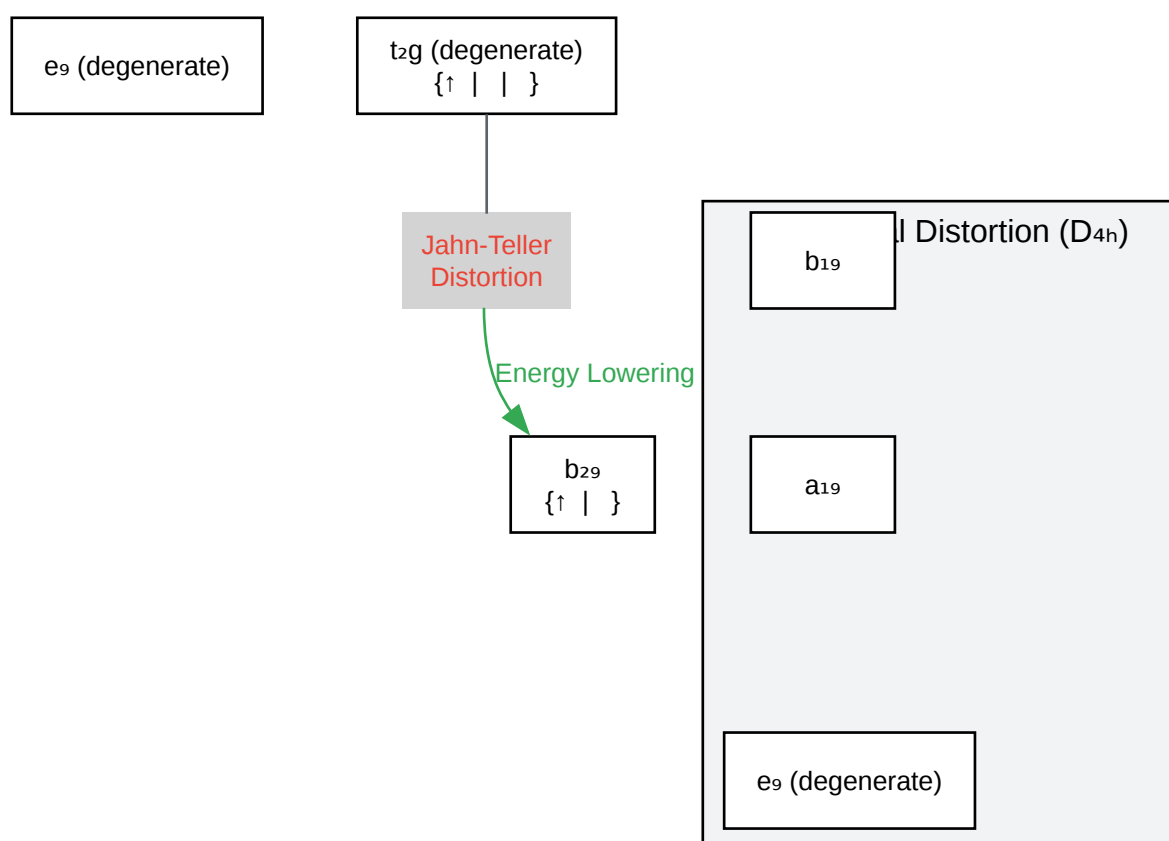 e₉ (degenerate)
t₂g (degenerate)
{↑ | | }
Jahn-Teller
Distortion
l Distortion (D₄ₕ)
b₁₉
Energy Lowering
b₂₉
{↑ | }
a₁₉
e₉ (degenerate)